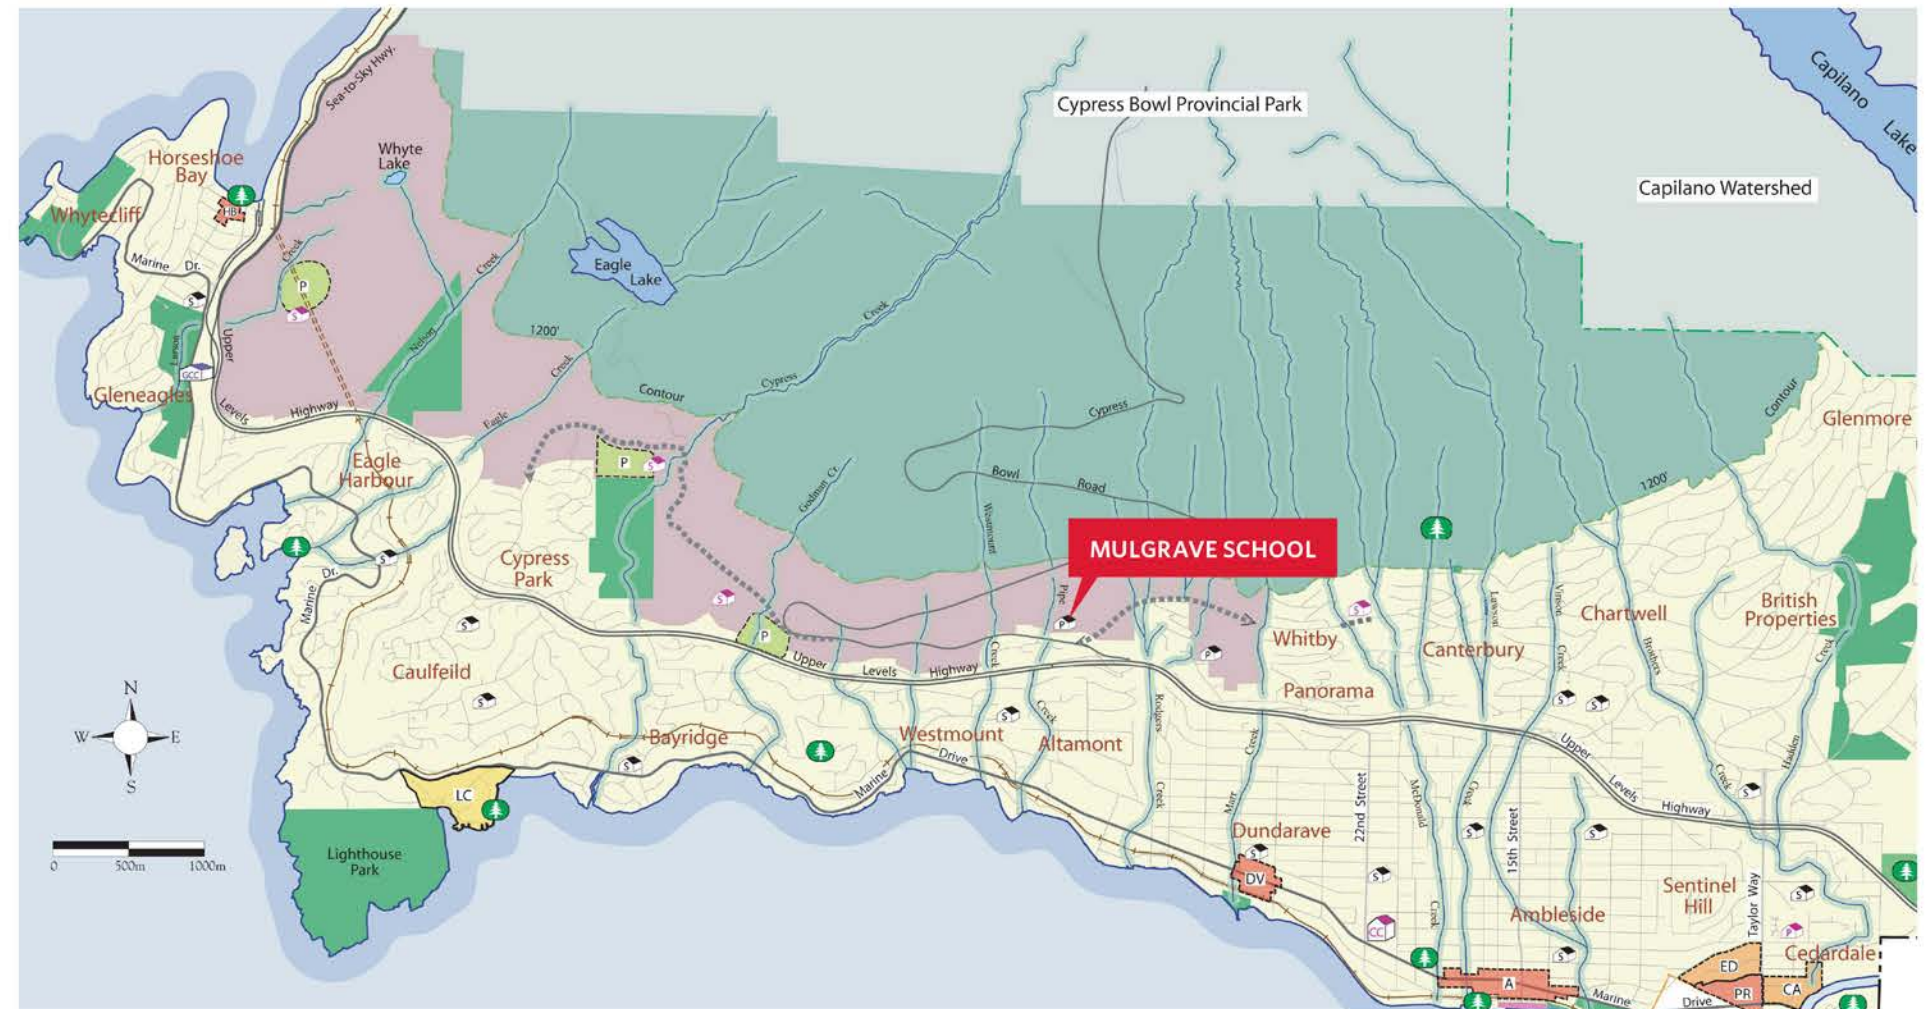 Sea-to-Sky Hwy.
Cypress Bowl Provincial Park
Capilano
Lake
Capilano Watershed
Horseshoe
Bay
HB
Whytecliff
Whyte
Lake
Marine Dr.
Creek
P
S
S
Creek
Eagle
Lake
Nelson
1200'
Creek
Creek
Cypress
Contour
Larson
Upper
GCC
Gleneagles
Levels
Highway
Eagle
Cypress
Contour
Glenmore
Eagle
Harbour
P
S
Godman Cr.
Bowl
Road
1200'
Westmount
MULGRAVE SCHOOL
Cypress
Park
S
Marine
Dr.
S
S
Pipe
P
P
S
P
Whitby
Lawson
Vinson
Chartwell
British
Properties
Canterbury
Brothers
Creek
Creek
Upper
Levels
Highway
Creek
Caulfeild
S
Panorama
S
S
N
W
E
S
Bayridge
Westmount
S
Altamont
Creek
Rodgers
Creek
Upper
Levels
Highway
Hadden
Creek
S
Drive
Marine
S
LC
Creek
Marr
22nd Street
McDonald
Creek
15th Street
S
S
0
500m
1000m
Lighthouse
Park
Dundarave
S
DV
S
CC
Creek
Ambleside
Sentinel
Hill
Taylor Way
S
P
Cedardale
S
A
Marine
Drive
ED
PR
CA